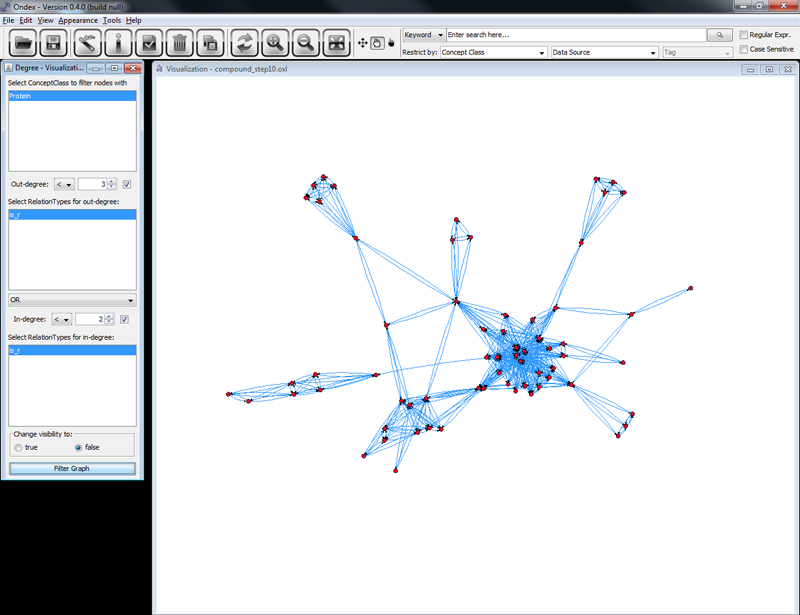 Ondex - Version 0.4.0 (build null)
File Edit View Appearance Tools Help
Keyword Enter search here... Regular Expr.
Restrict by: Concept Class Data Source Tag Case Sensitive
Degree - Visualizati...
Visualization - compound_step10.oxl
Select ConceptClass to filter nodes with
Protein
Out-degree: < 3
Select RelationTypes for out-degree:
OR
In-degree: < 2
Select RelationTypes for in-degree:
Change visibility to:
true false
Filter Graph